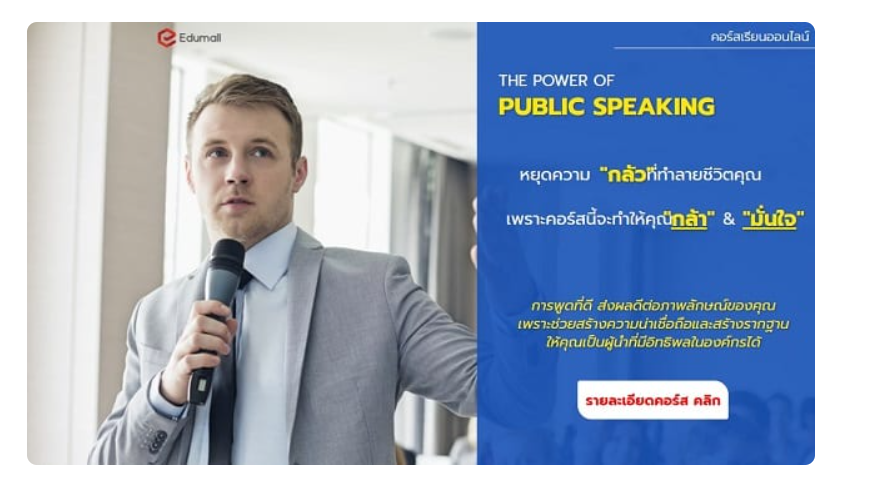 Edumall
คอร์สเรียนออนไลน์
THE POWER OF
PUBLIC SPEAKING
หยุดความ "กลัว"ที่ทำลายชีวิตคุณ
เพราะคอร์สนี้จะทำให้คุณ"กล้า" & "มั่นใจ"
การพูดที่ดี ส่งผลดีต่อภาพลักษณ์ของคุณ
เพราะช่วยสร้างความน่าเชื่อถือและสร้างรากฐาน
ให้คุณเป็นผู้นำที่มีอิทธิพลในองค์กรได้
รายละเอียดคอร์ส คลิก